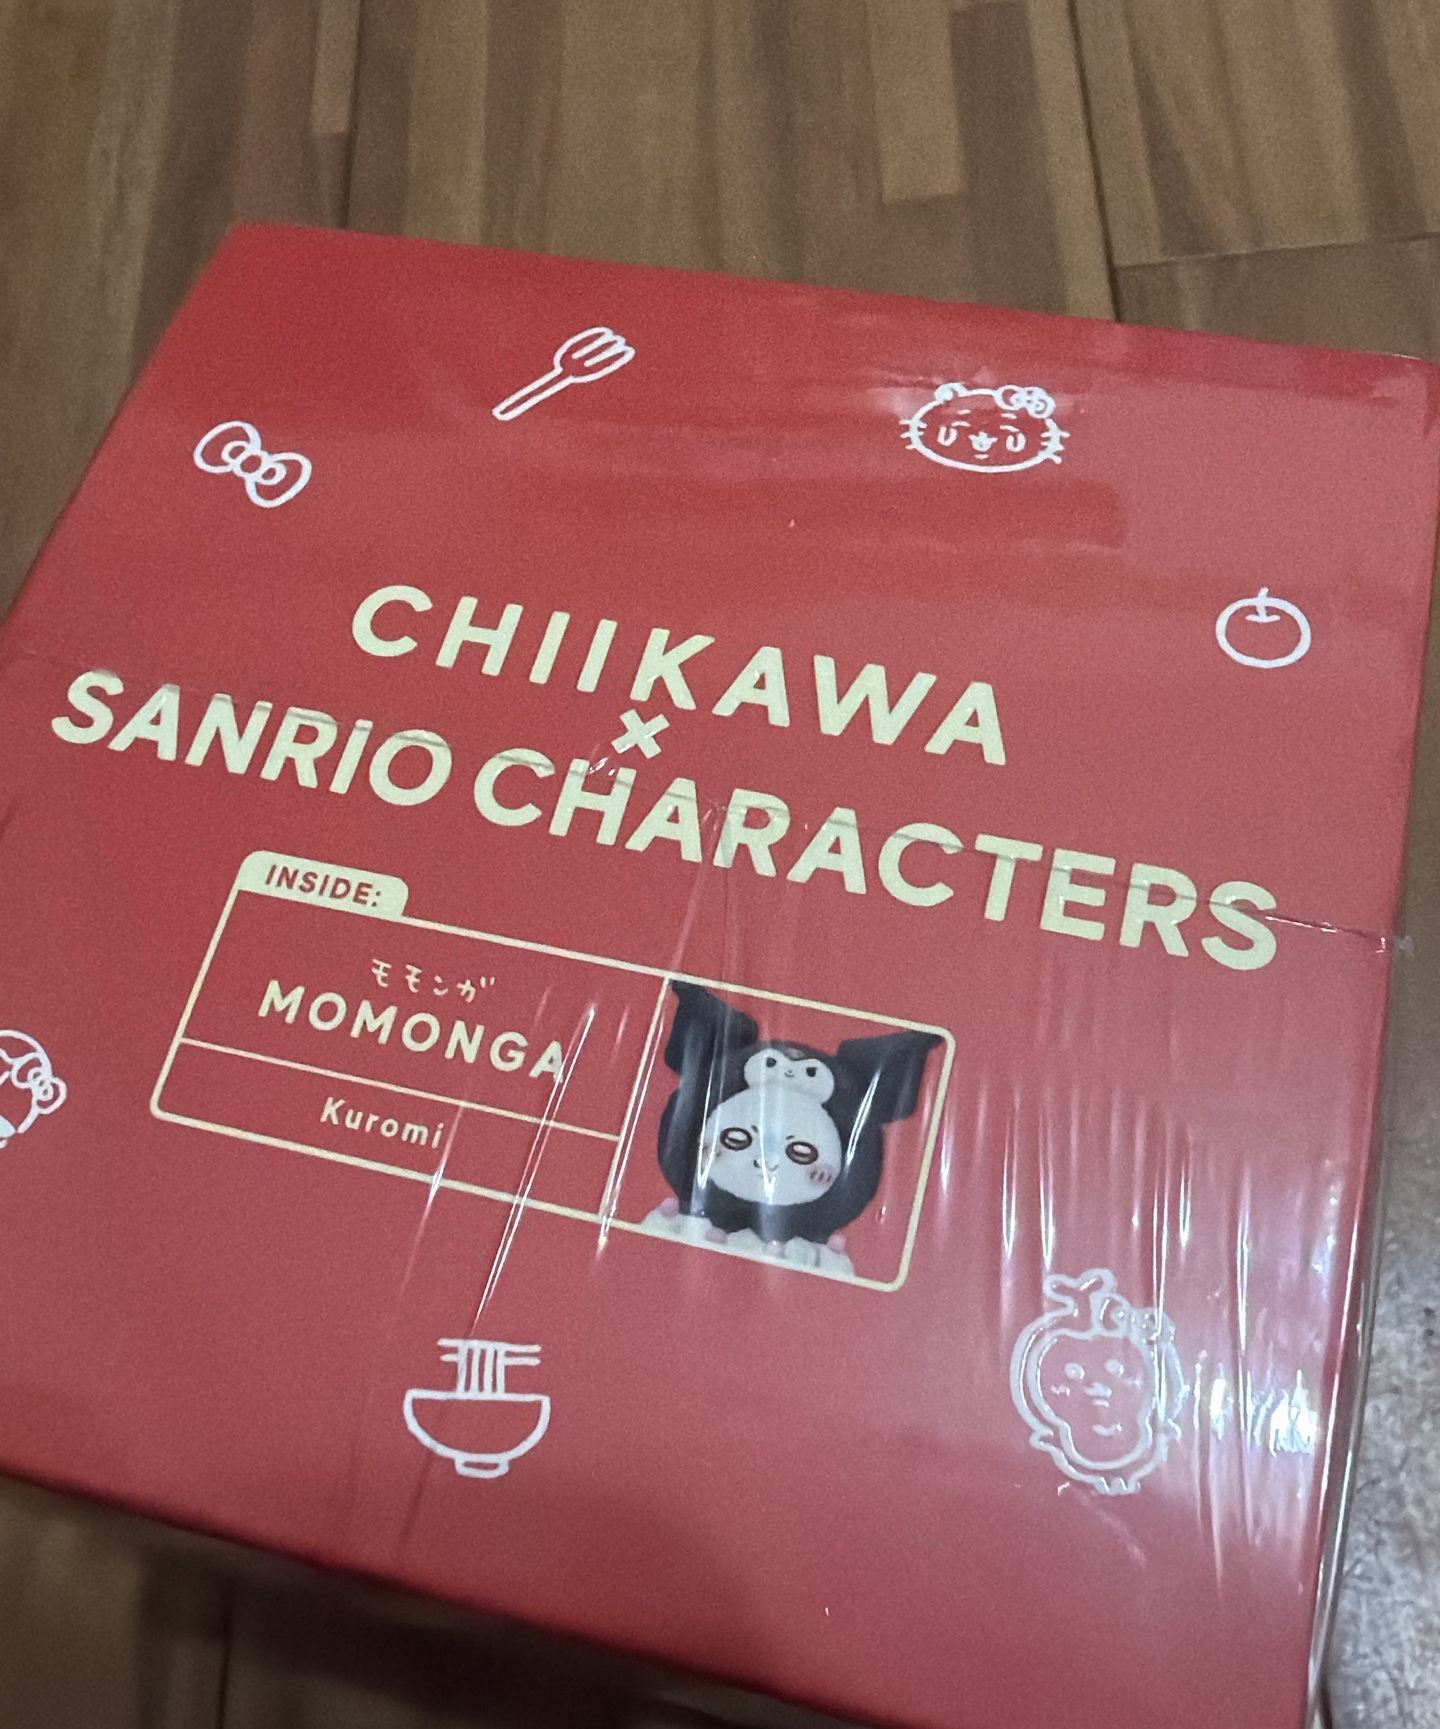 CHIIKAWA
×
SANRIO CHARACTERS
INSIDE:
モモンガ
MOMONGA
Kuromi